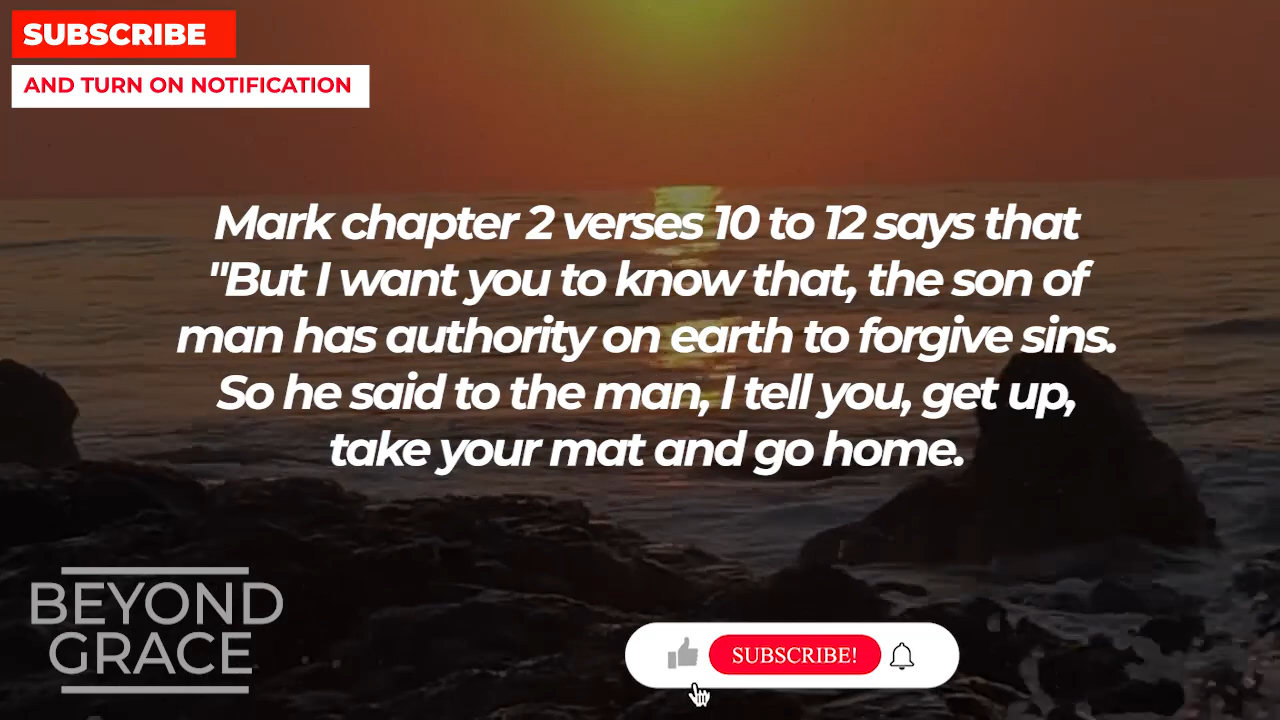 SUBSCRIBE
AND TURN ON NOTIFICATION
Mark chapter 2 verses 10 to 12 says that
"But I want you to know that, the son of
man has authority on earth to forgive sins.
So he said to the man, I tell you, get up,
take your mat and go home.
BEYOND
GRACE
SUBSCRIBE!